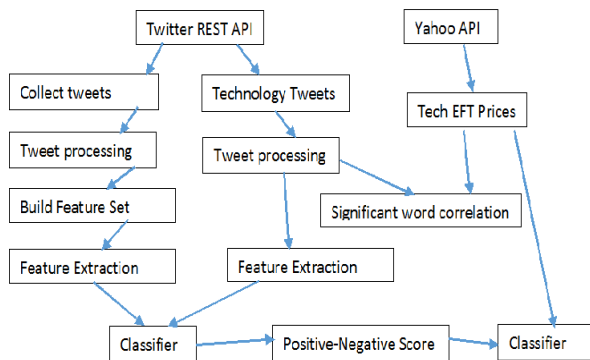 Twitter REST API
Yahoo API
Collect tweets
Technology Tweets
Tech EFT Prices
Tweet processing
Tweet processing
Build Feature Set
Significant word correlation
Feature Extraction
Feature Extraction
Classifier
Positive-Negative Score
Classifier